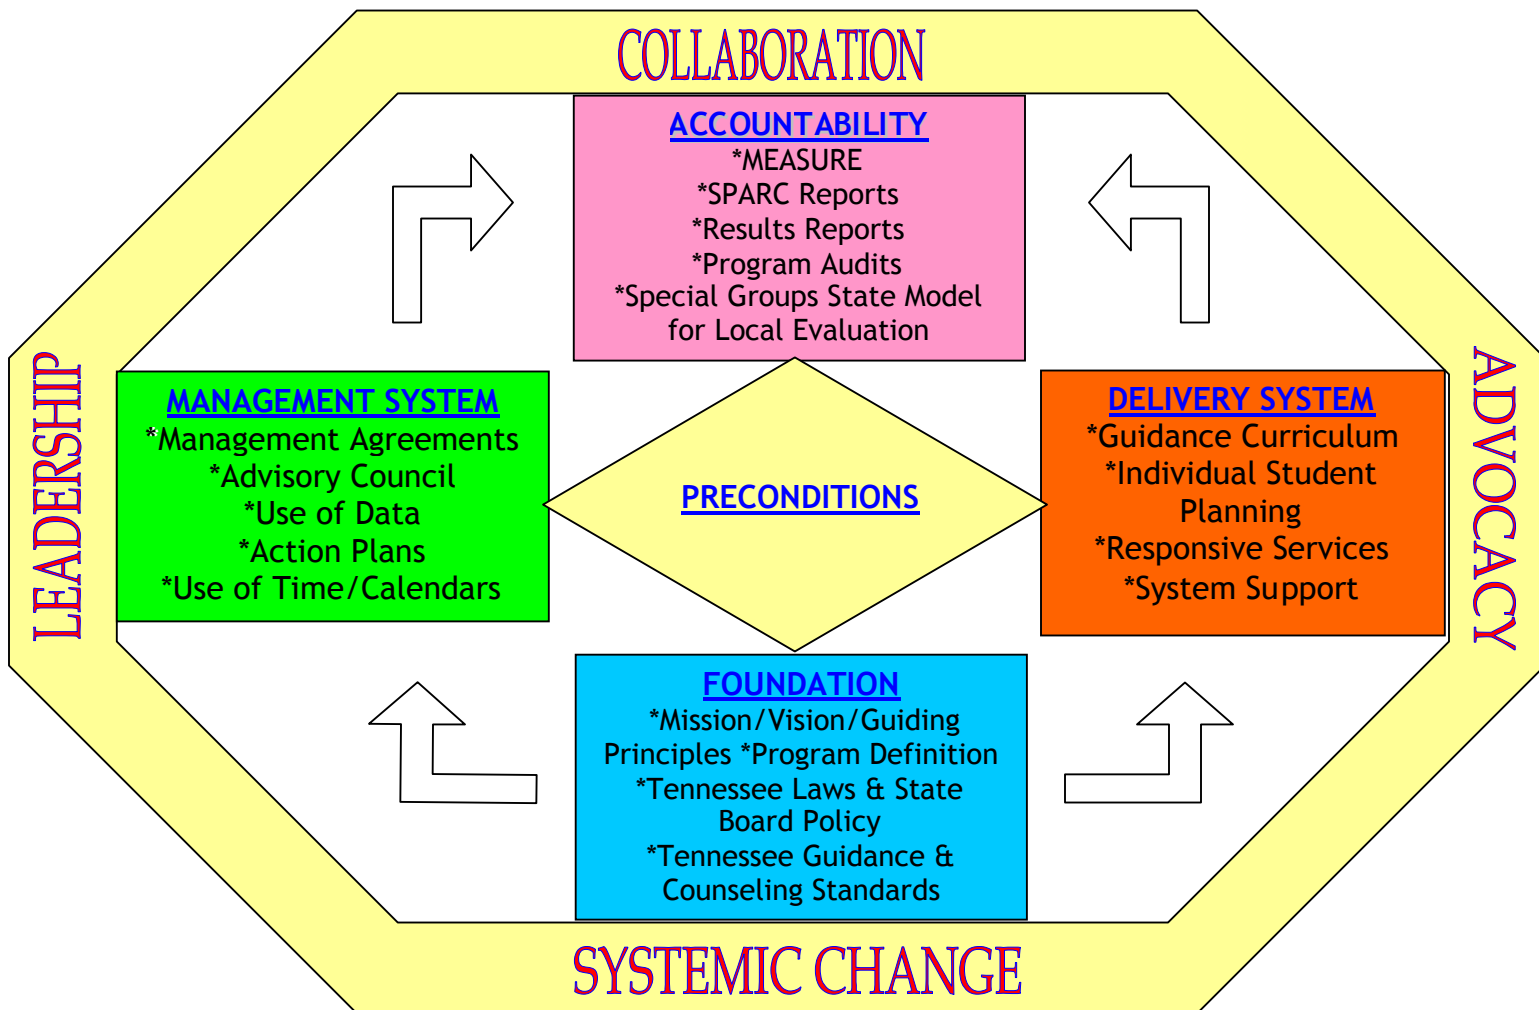 COLLABORATION
ACCOUNTABILITY
*MEASURE
*SPARC Reports
*Results Reports
*Program Audits
*Special Groups State Model
for Local Evaluation
LEADERSHIP
MANAGEMENT SYSTEM
*Management Agreements
*Advisory Council
*Use of Data
*Action Plans
*Use of Time/Calendars
PRECONDITIONS
DELIVERY SYSTEM
*Guidance Curriculum
*Individual Student
Planning
*Responsive Services
*System Support
ADVOCACY
FOUNDATION
*Mission/Vision/Guiding
Principles *Program Definition
*Tennessee Laws & State
Board Policy
*Tennessee Guidance &
Counseling Standards
SYSTEMIC CHANGE